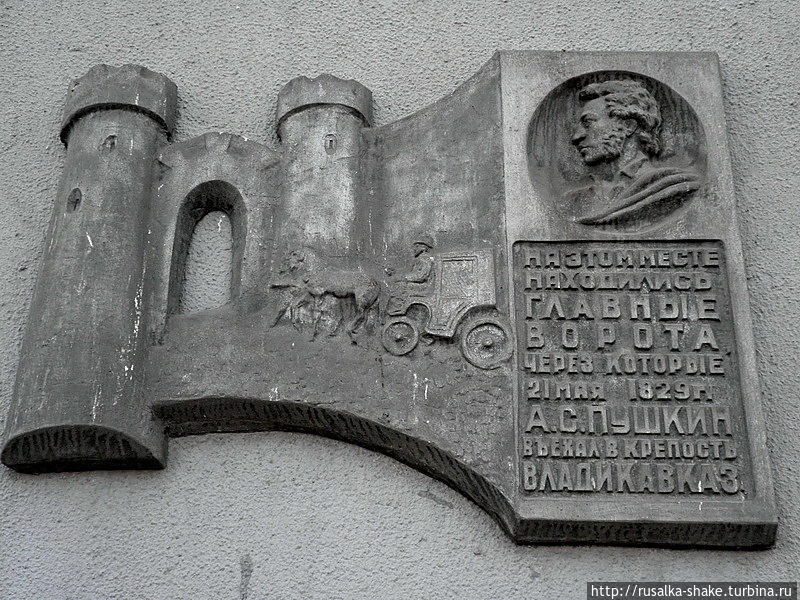 НА ЭТОМ МЕСТЕ
НАХОДИЛИСЬ
ГЛАВНЫЕ
ВОРОТА
ЧЕРЕЗ КОТОРЫЕ
21 МАЯ 1829 Г.
А.С.ПУШКИН
ВЪЕХАЛ В КРЕПОСТЬ
ВЛАДИКАВКАЗ
http://rusalka-shake.turbina.ru